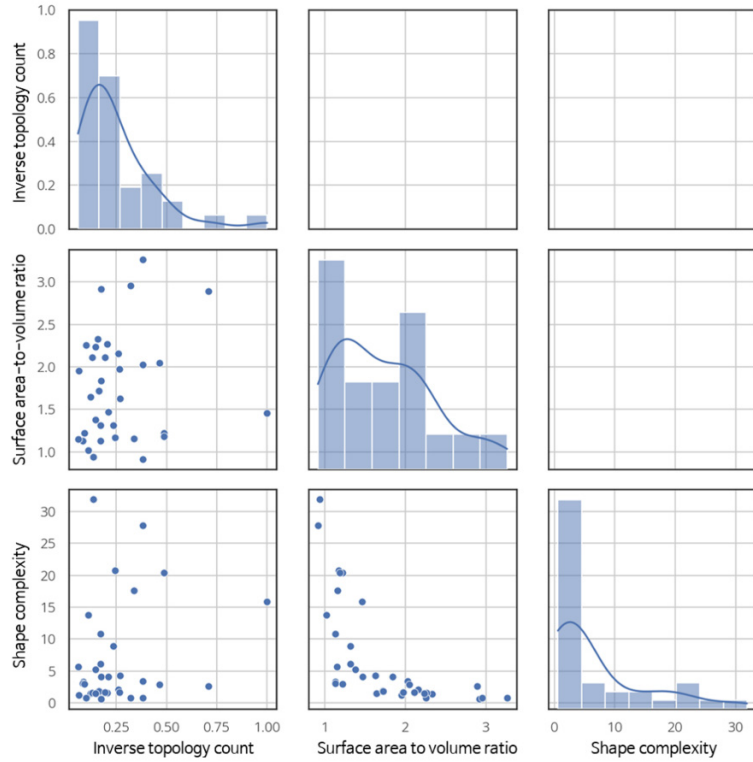 Inverse topology count
1.0
0.8
0.6
0.4
0.2
0.0
Surface area-to-volume ratio
3.0
2.5
2.0
1.5
1.0
Shape complexity
30
25
20
15
10
5
0
0.25 0.50 0.75 1.00
1 2 3
0 10 20 30
Inverse topology count
Surface area to volume ratio
Shape complexity